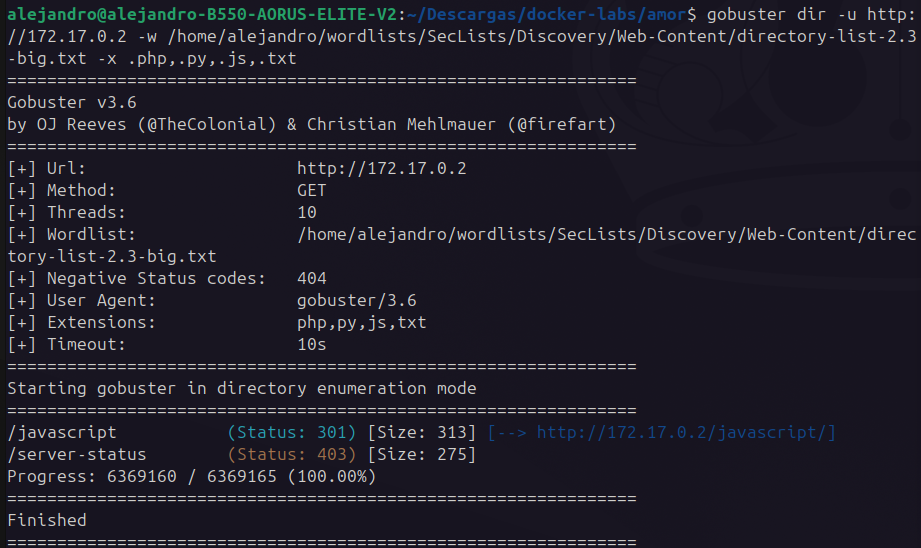 alejandro@alejandro-B550-AORUS-ELITE-V2:~/Descargas/docker-labs/amor$ gobuster dir -u http:
//172.17.0.2 -w /home/alejandro/wordlists/SecLists/Discovery/Web-Content/directory-list-2.3
-big.txt -x .php,.py,.js,.txt
===============================================================
Gobuster v3.6
by OJ Reeves (@TheColonial) & Christian Mehlmauer (@firefart)
===============================================================
[+] Url:                     http://172.17.0.2
[+] Method:                  GET
[+] Threads:                 10
[+] Wordlist:                /home/alejandro/wordlists/SecLists/Discovery/Web-Content/direc
tory-list-2.3-big.txt
[+] Negative Status codes:   404
[+] User Agent:              gobuster/3.6
[+] Extensions:              php,py,js,txt
[+] Timeout:                 10s
===============================================================
Starting gobuster in directory enumeration mode
===============================================================
/javascript           (Status: 301) [Size: 313] [--> http://172.17.0.2/javascript/]
/server-status        (Status: 403) [Size: 275]
Progress: 6369160 / 6369165 (100.00%)
===============================================================
Finished
===============================================================